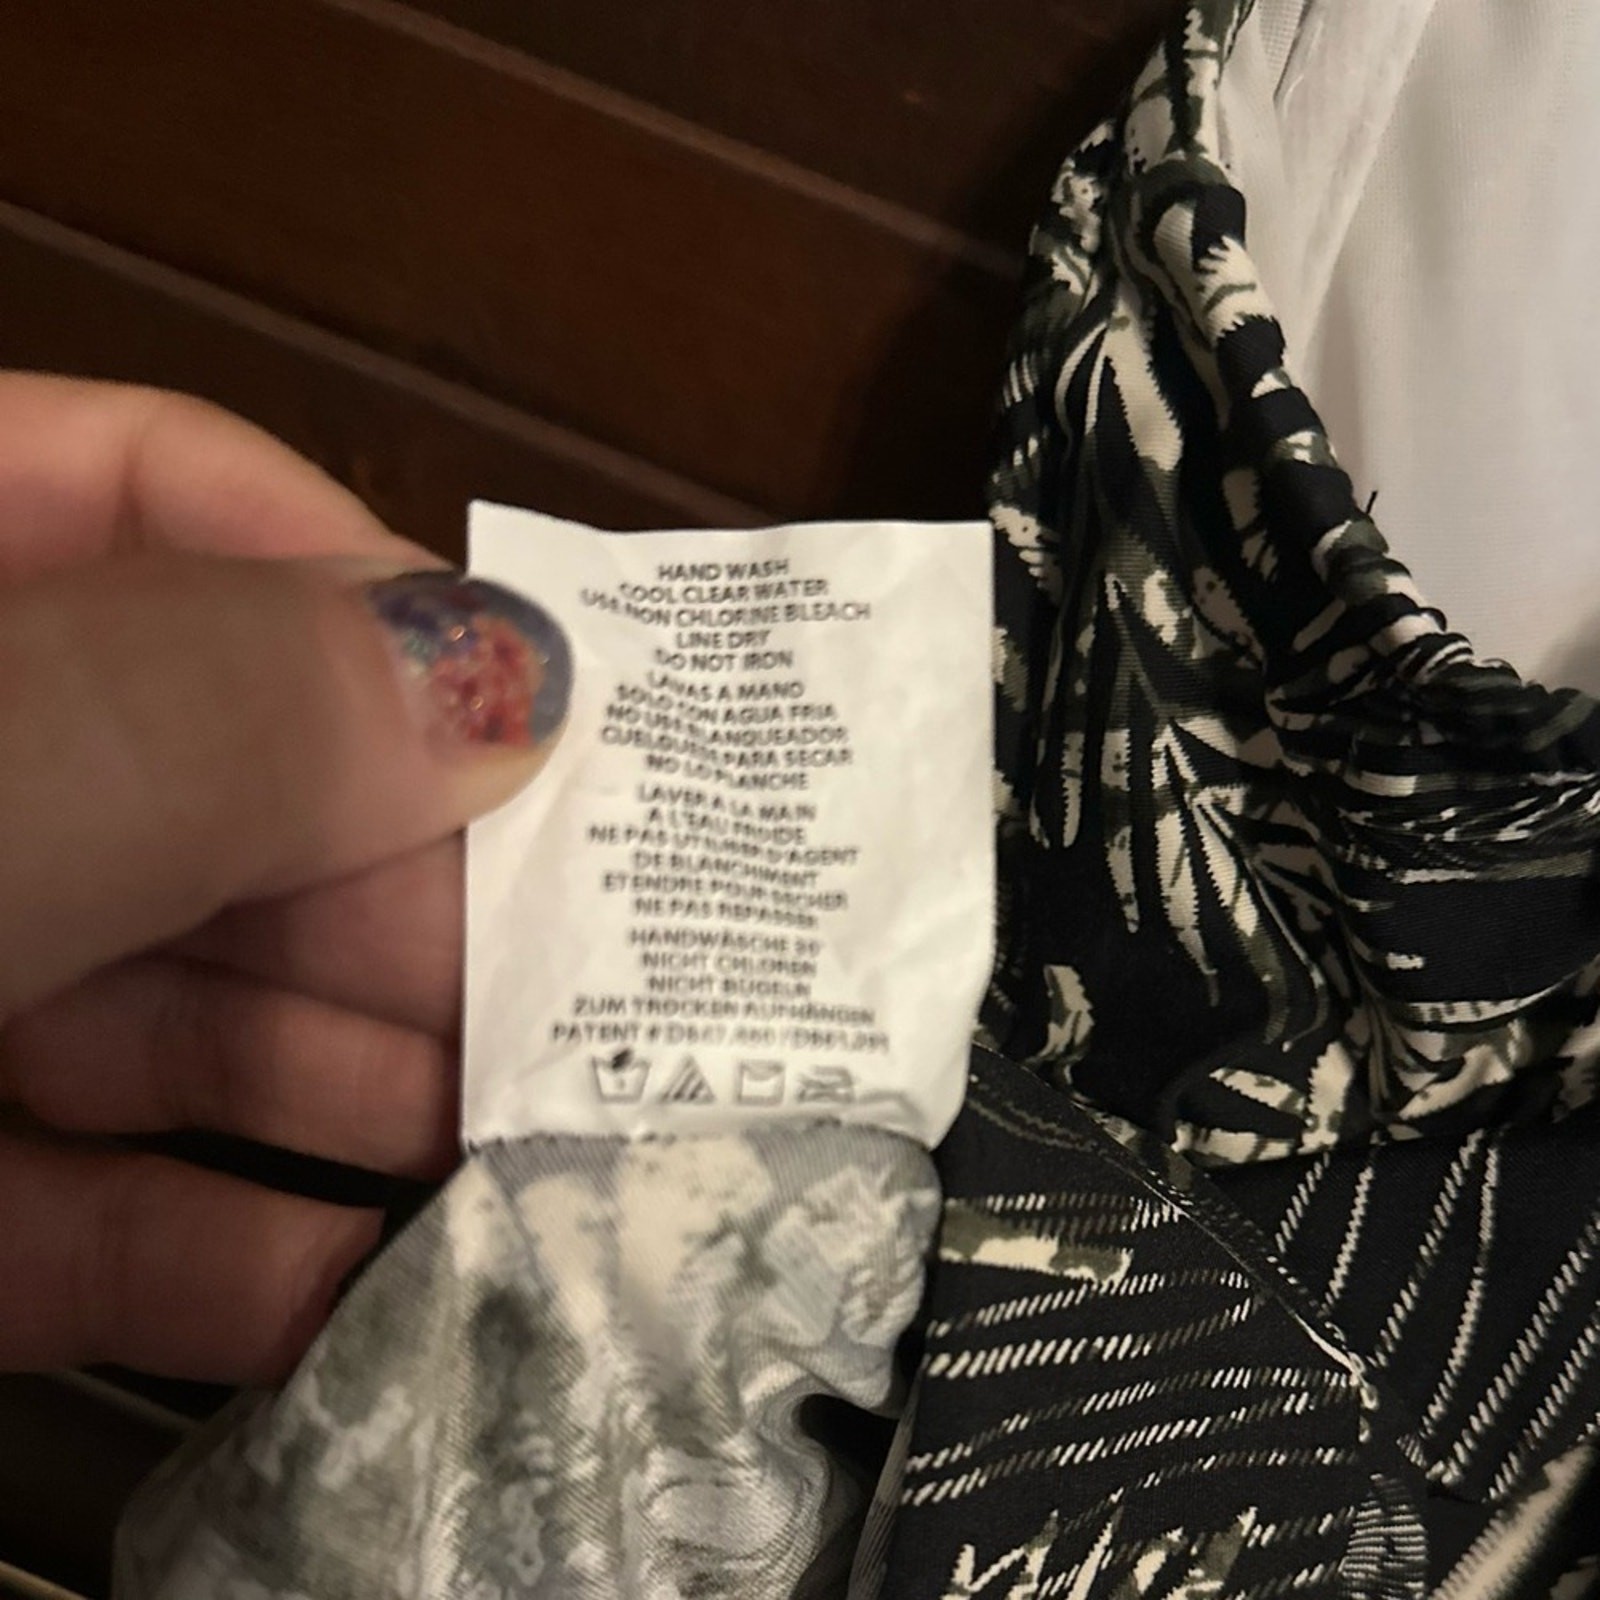 HAND WASH
COOL CLEAR WATER
USE NON CHLORINE BLEACH
LINE DRY
DO NOT IRON
LAVAS A MANO
SOLO CON AGUA FRIA
NO USE BLANQUEADOR
CUELGUESE PARA SECAR
NO LO PLANCHE
LAVER A LA MAIN
A L'EAU FROIDE
NE PAS UTILISER D'AGENT
DE BLANCHIMENT
ETENDRE POUR SECHER
NE PAS REPASSER
HANDWÄSCHE 30
NICHT CHLOREN
NICHT BUGELN
ZUM TROCKEN AUFHÄNGEN
PATENT #